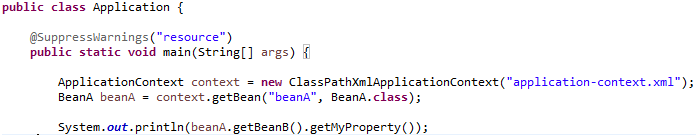 public class Application {
@SuppressWarnings("resource")
public static void main(String[] args) {
ApplicationContext context = new ClassPathXmlApplicationContext("application-context.xml");
BeanA beanA = context.getBean("beanA", BeanA.class);
System.out.println(beanA.getBeanB().getMyProperty());